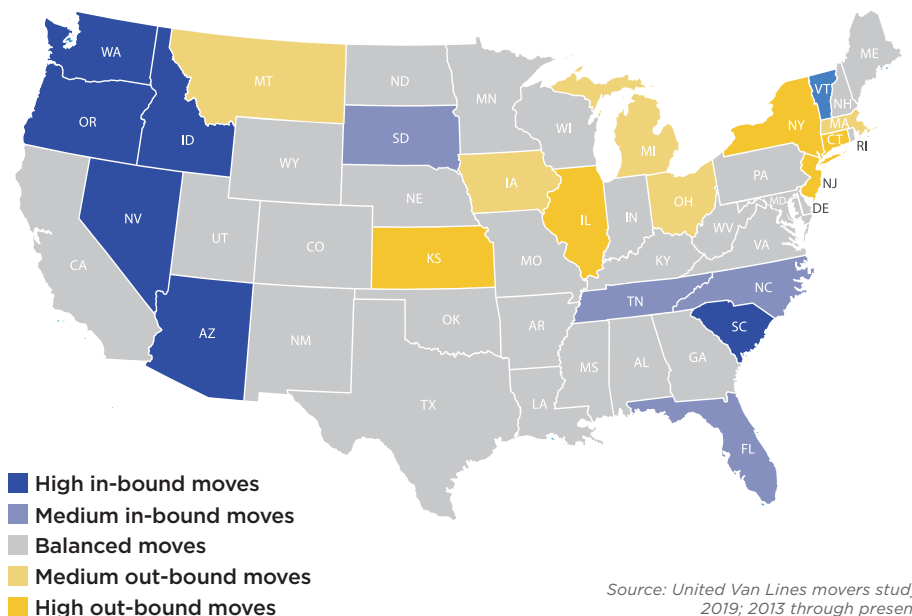 WA
MT
ND
MN
ME
VT
NH
OR
ID
SD
WI
MI
NY
MA
CT
RI
WY
IA
PA
NJ
NV
NE
IL
IN
OH
MD
DE
UT
CO
WV
VA
CA
KS
MO
KY
NC
TN
AZ
NM
OK
AR
SC
MS
AL
GA
TX
LA
FL
High in-bound moves
Medium in-bound moves
Balanced moves
Medium out-bound moves
High out-bound moves
Source: United Van Lines movers study
2019; 2013 through present